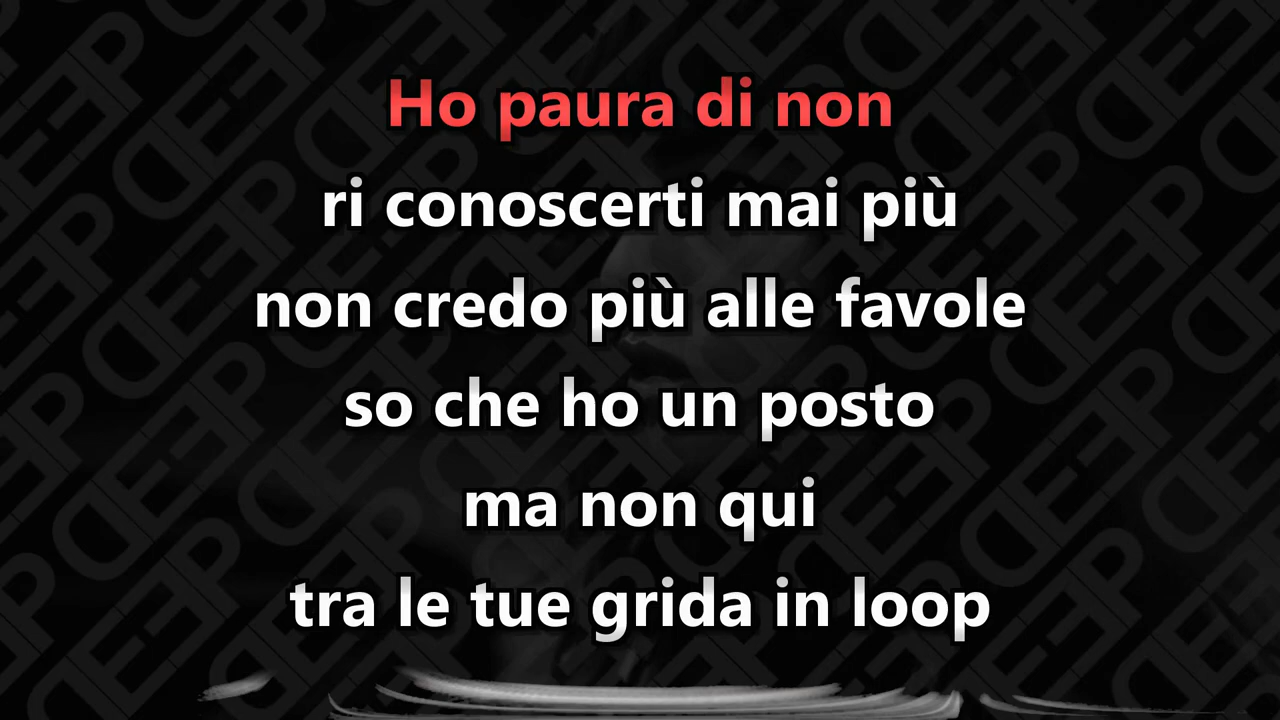 Ho paura di non
ri conoscerti mai più
non credo più alle favole
so che ho un posto
ma non qui
tra le tue grida in loop